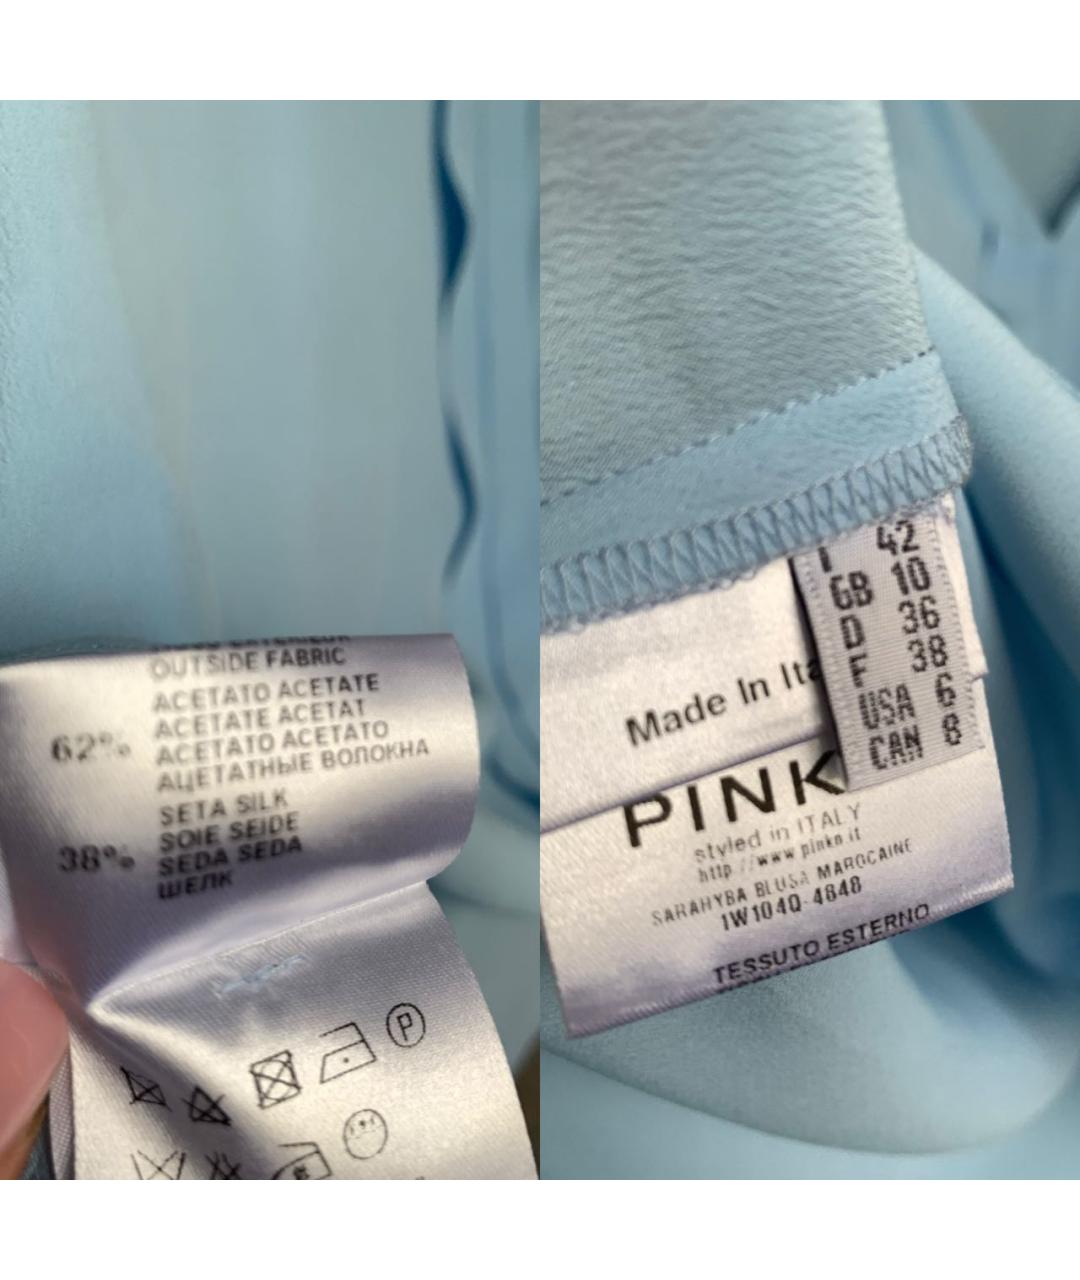 OUTSIDE FABRIC
62% ACETATO ACETATE
ACETATE ACETAT
ACETATO ACETATO
АЦЕТАТНЫЕ ВОЛОКНА
38% SETA SILK
SOIE SEIDE
SEDA SEDA
ШЕЛК
P
I 42
GB 10
D 36
F 38
USA 6
CAN 8
Made In Ita
PINK
styled in ITALY
http://www.pinko.it
SARAHYBA BLUSA MAROCAINE
1W104Q-4848
TESSUTO ESTERNO